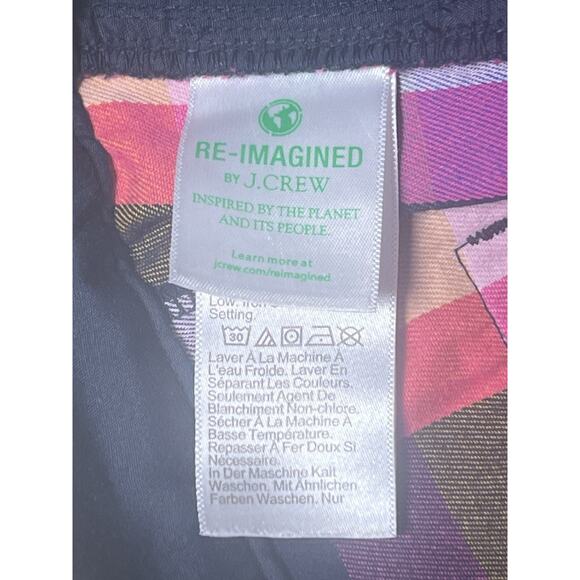 RE-IMAGINED
BY J.CREW
INSPIRED BY THE PLANET
AND ITS PEOPLE.
Learn more at
jcrew.com/reimagined
Low. Iron
Setting.
30
Laver À La Machine À
L'eau Froide. Laver En
Séparant Les Couleurs.
Seulement Agent De
Blanchiment Non-chlore.
Sécher À La Machine À
Basse Température.
Repasser À Fer Doux Si
Nécessaire.
In Der Maschine Kalt
Waschen, Mit Ähnlichen
Farben Waschen. Nur